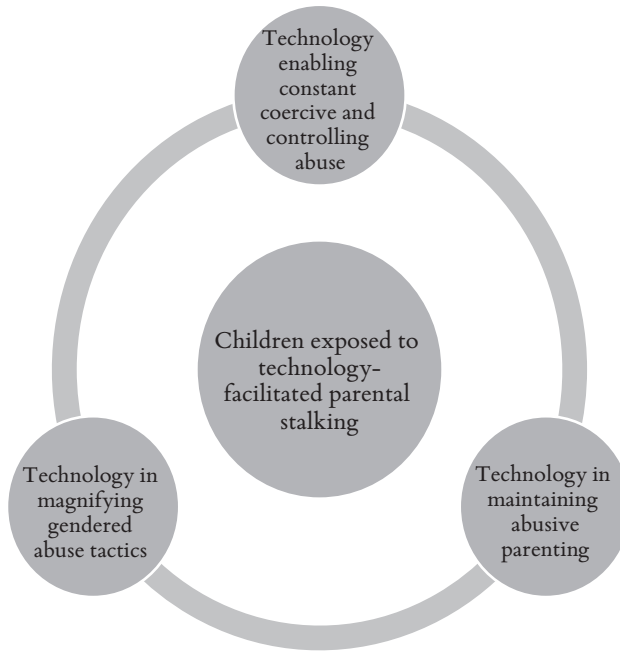 Technology
enabling
constant
coercive and
controlling
abuse
Children exposed to
technology-
facilitated parental
stalking
Technology in
magnifying
gendered
abuse tactics
Technology in
maintaining
abusive
parenting